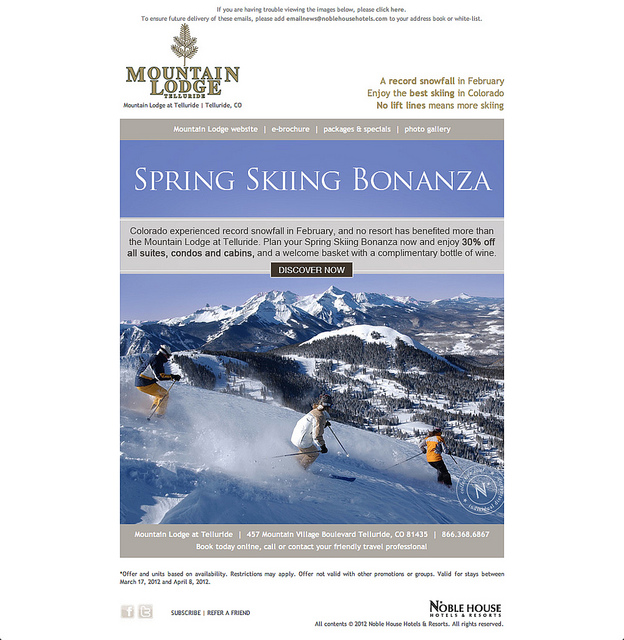 If you are having trouble viewing the images below, please click here.
To ensure future delivery of these emails, please add emailnews@noblehousehotels.com to your address book or white-list.
MOUNTAIN
LODGE
TELLURIDE
Mountain Lodge at Telluride | Telluride, CO
A record snowfall in February
Enjoy the best skiing in Colorado
No lift lines means more skiing
Mountain Lodge website | e-brochure | packages & specials | photo gallery
SPRING SKIING BONANZA
Colorado experienced record snowfall in February, and no resort has benefited more than
the Mountain Lodge at Telluride. Plan your Spring Skiing Bonanza now and enjoy 30% off
all suites, condos and cabins, and a welcome basket with a complimentary bottle of wine.
DISCOVER NOW
N
Mountain Lodge at Telluride | 457 Mountain Village Boulevard Telluride, CO 81435 | 866.368.6867
Book today online, call or contact your friendly travel professional
*Offer and units based on availability. Restrictions may apply. Offer not valid with other promotions or groups. Valid for stays between
March 17, 2012 and April 8, 2012.
f t
SUBSCRIBE | REFER A FRIEND
NOBLE HOUSE
HOTELS & RESORTS
All contents © 2012 Noble House Hotels & Resorts. All rights reserved.